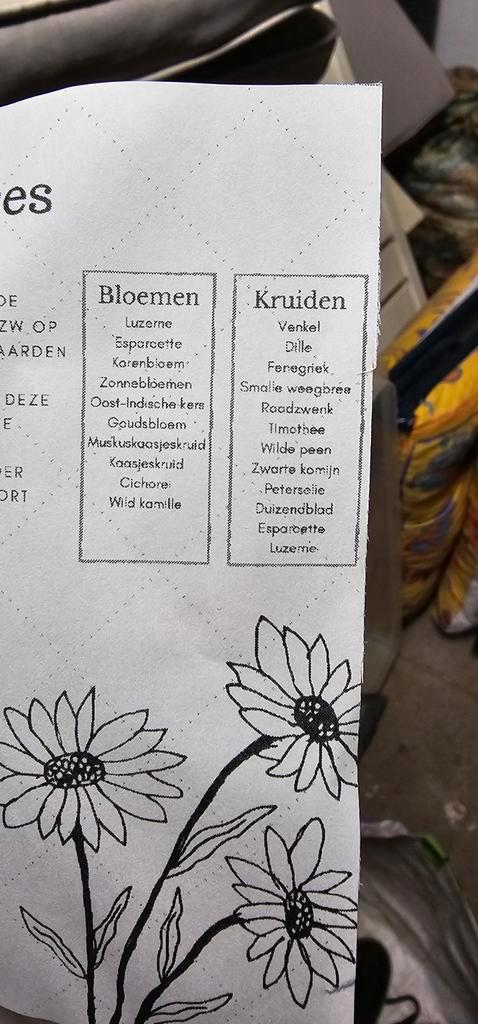 es
DE
ZW OP
AARDEN
DEZE
E
ER
ORT
Bloemen
Luzerne
Esparcette
Korenbloem
Zonnebloemen
Oost-Indische kers
Goudsbloem
Muskuskaasjeskruid
Kaasjeskruid
Cichorei
Wild kamille
Kruiden
Venkel
Dille
Fenegriek
Smalle weegbree
Raadzwenk
Timothee
Wilde peen
Zwarte komijn
Peterselie
Duizendblad
Esparcette
Luzerne